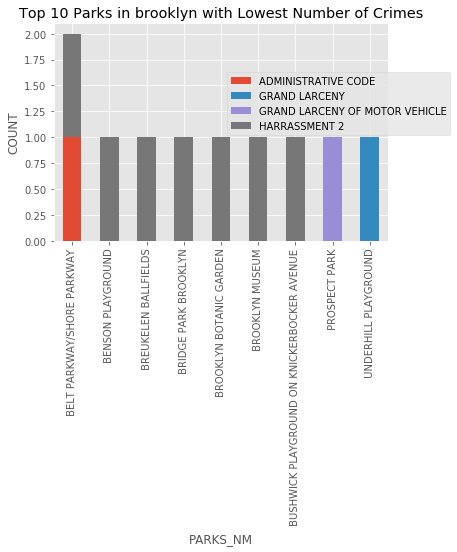 Top 10 Parks in brooklyn with Lowest Number of Crimes
COUNT
2.00
1.75
1.50
1.25
1.00
0.75
0.50
0.25
0.00
ADMINISTRATIVE CODE
GRAND LARCENY
GRAND LARCENY OF MOTOR VEHICLE
HARRASSMENT 2
BELT PARKWAY/SHORE PARKWAY
BENSON PLAYGROUND
BREUKELEN BALLFIELDS
BRIDGE PARK BROOKLYN
BROOKLYN BOTANIC GARDEN
BROOKLYN MUSEUM
BUSHWICK PLAYGROUND ON KNICKERBOCKER AVENUE
PROSPECT PARK
UNDERHILL PLAYGROUND
PARKS_NM